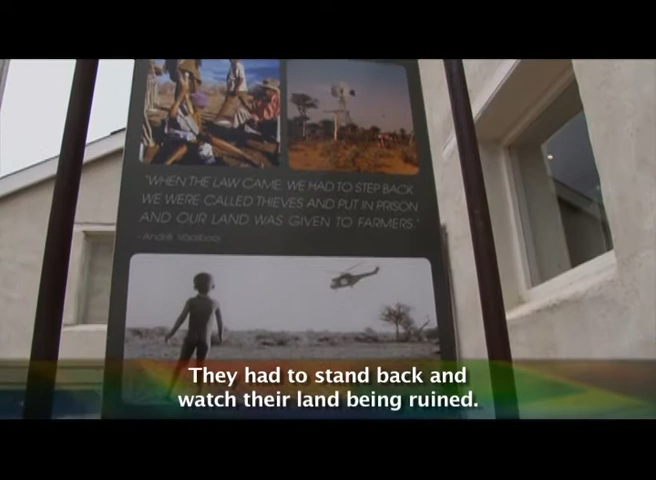 "WHEN THE LAW CAME, WE HAD TO STEP BACK
WE WERE CALLED THIEVES AND PUT IN PRISON
AND OUR LAND WAS GIVEN TO FARMERS."
- André Vaalbooi
They had to stand back and
watch their land being ruined.